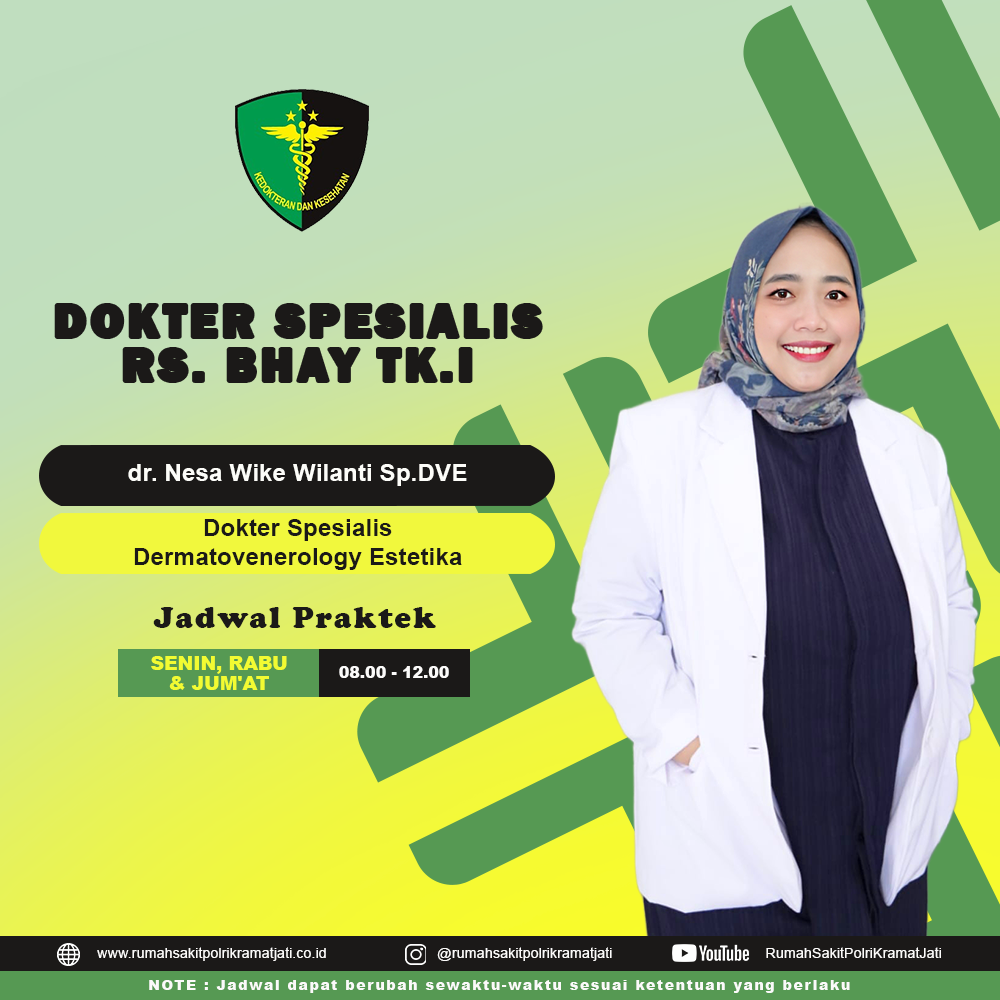 KEDOKTERAN DAN KESEHATAN
DOKTER SPESIALIS
RS. BHAY TK.I
dr. Nesa Wike Wilanti Sp.DVE
Dokter Spesialis
Dermatovenerology Estetika
Jadwal Praktek
SENIN, RABU
& JUM'AT
08.00 - 12.00
www.rumahsakitpolrikramatjati.co.id
@rumahsakitpolrikramatjati
YouTube
RumahSakitPolriKramatJati
NOTE : Jadwal dapat berubah sewaktu-waktu sesuai ketentuan yang berlaku